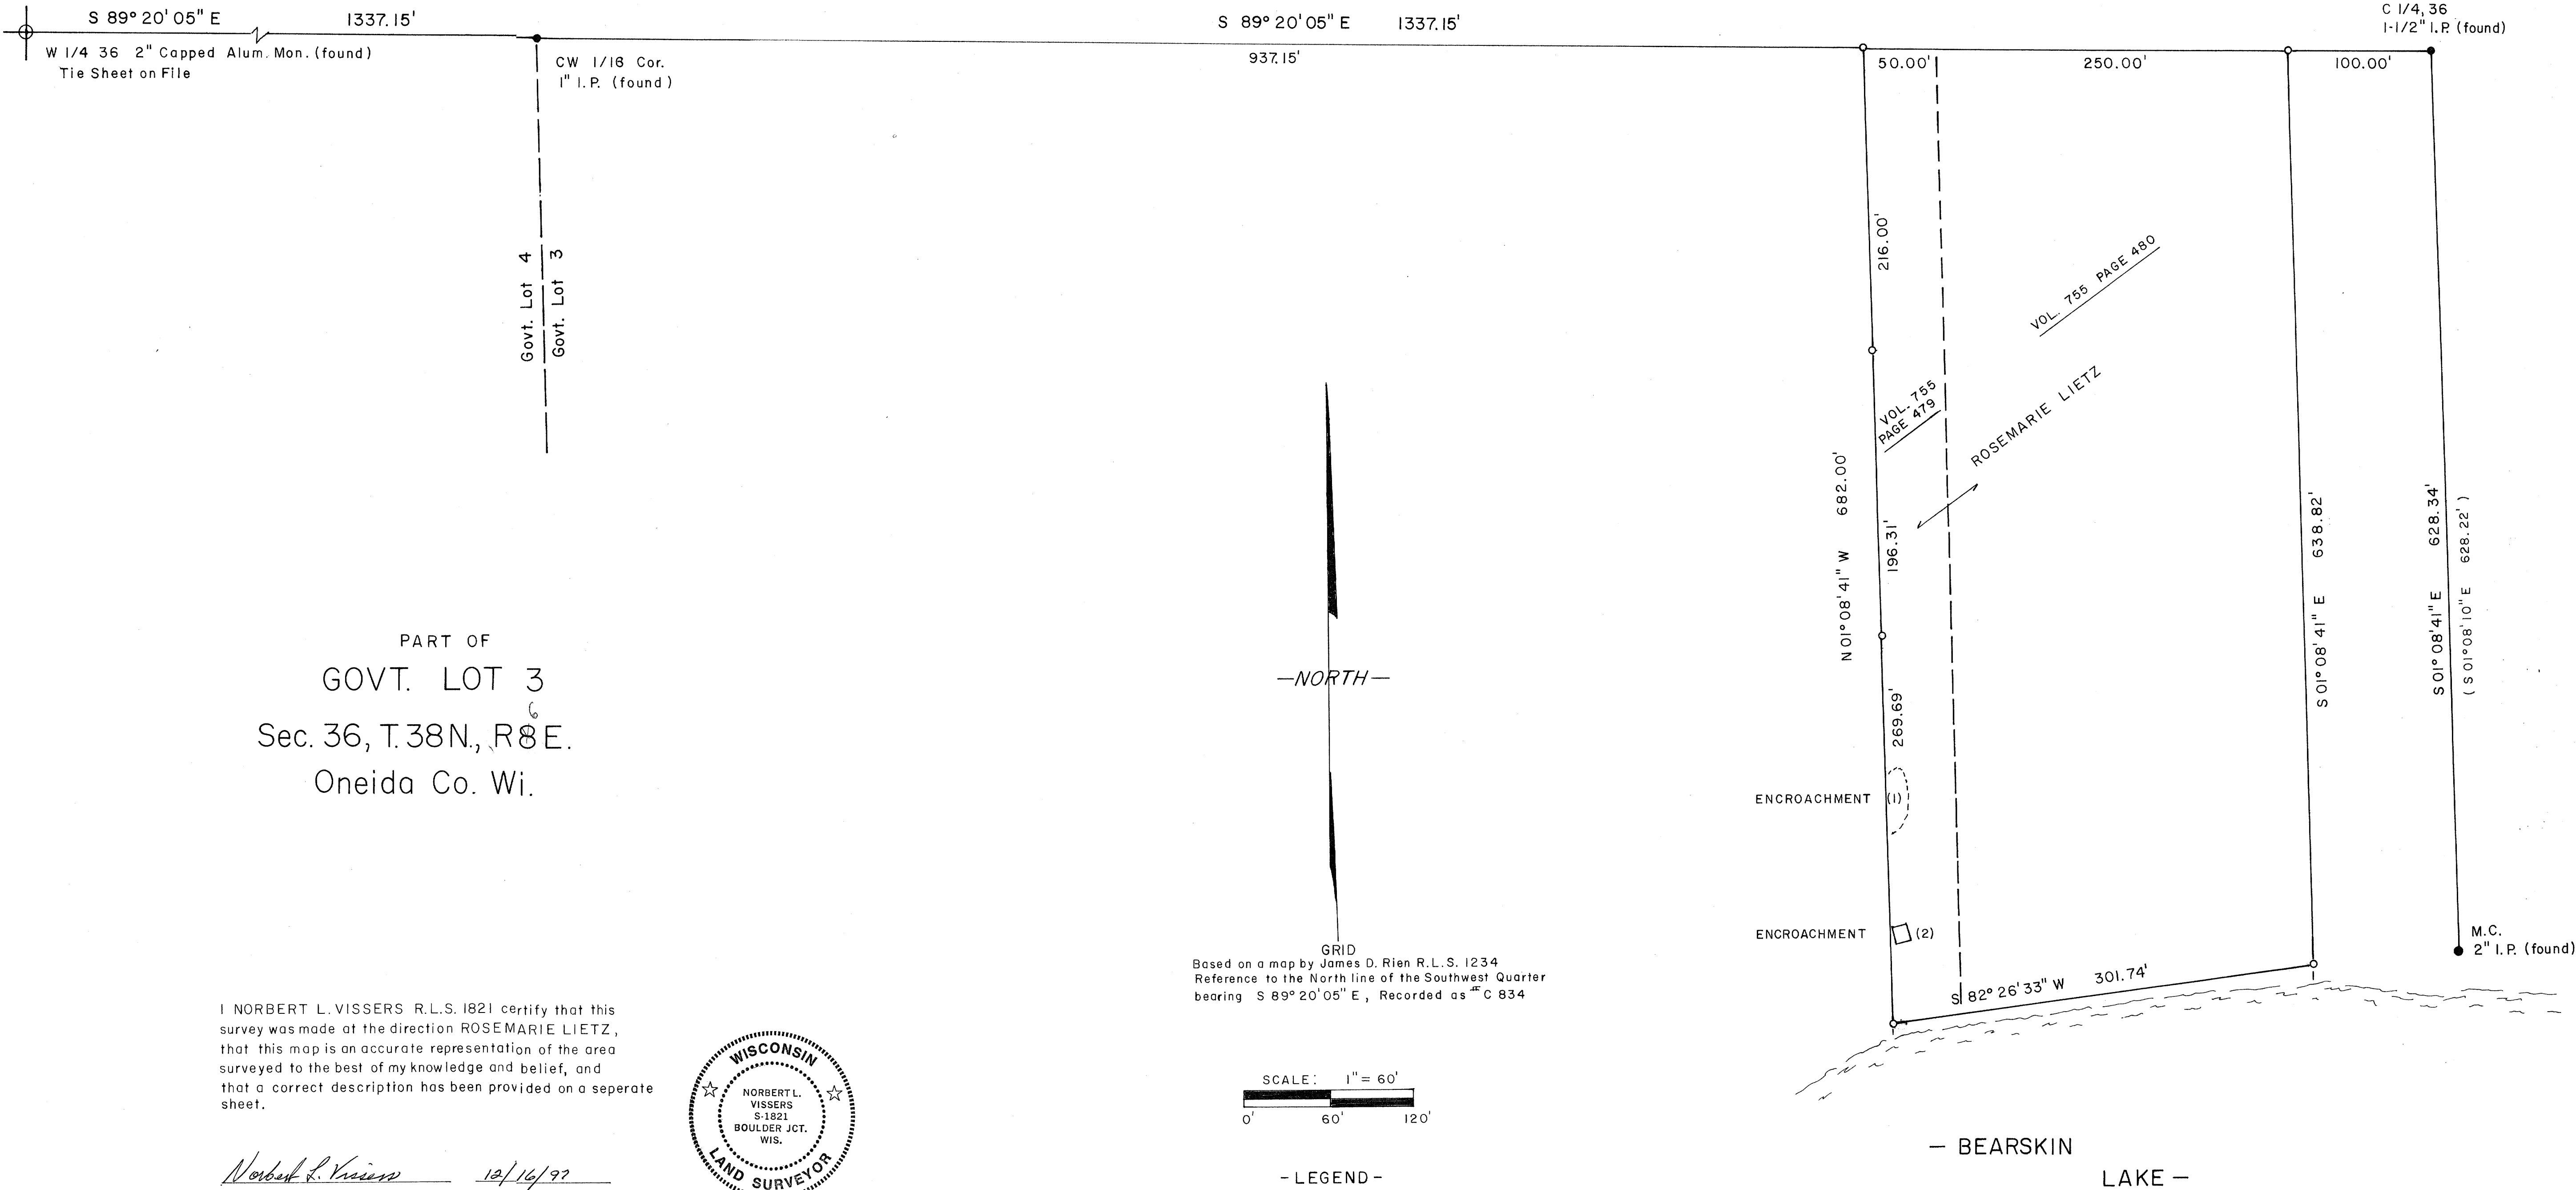 S 89° 20' 05" E 1337.15'
W 1/4 36 2" Capped Alum. Mon. (found)
Tie Sheet on File
CW 1/16 Cor.
1" I.P. (found)
S 89° 20' 05" E 1337.15'
937.15'
C 1/4, 36
1-1/2" I.P. (found)
50.00'
250.00'
100.00'
Govt. Lot 4
Govt. Lot 3
216.00'
VOL. 755 PAGE 480
VOL. 755
PAGE 479
ROSEMARIE LIETZ
N 01° 08' 41" W 682.00'
196.31'
269.69'
S 01° 08' 41" E 638.82'
S 01° 08' 41" E 628.34'
( S 01° 08' 10" E 628.22' )
PART OF
GOVT. LOT 3
6
Sec. 36, T.38N., R8E.
Oneida Co. Wi.
—NORTH—
ENCROACHMENT (1)
ENCROACHMENT (2)
M.C.
2" I.P. (found)
S 82° 26' 33" W 301.74'
GRID
Based on a map by James D. Rien R.L.S. 1234
Reference to the North line of the Southwest Quarter
bearing S 89° 20' 05" E , Recorded as # C 834
I NORBERT L. VISSERS R.L.S. 1821 certify that this
survey was made at the direction ROSEMARIE LIETZ,
that this map is an accurate representation of the area
surveyed to the best of my knowledge and belief, and
that a correct description has been provided on a seperate
sheet.
Norbert L. Vissers 12/16/97
WISCONSIN
NORBERT L.
VISSERS
S-1821
BOULDER JCT.
WIS.
LAND SURVEYOR
SCALE: 1" = 60'
0' 60' 120'
- LEGEND -
— BEARSKIN
LAKE —